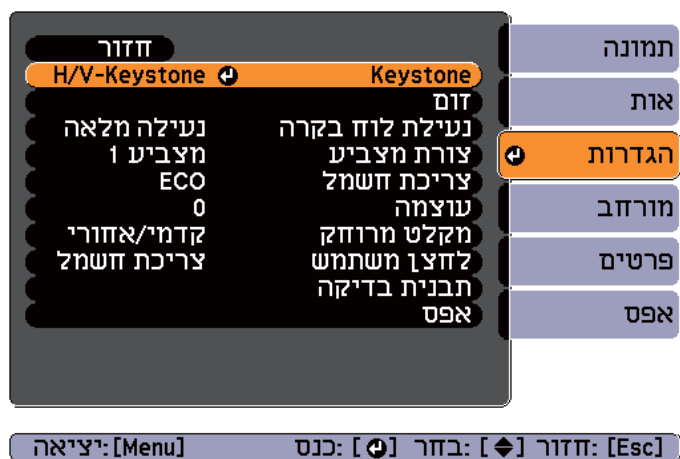 תמונה
אות
הגדרות
מורחב
פרטים
אפס
חזור
Keystone H/V-Keystone
זום
נעילת לוח בקרה נעילה מלאה
צורת מצביע מצביע 1
צריכת חשמל ECO
עוצמה 0
מקלט מרוחק קדמי/אחורי
לחצן משתמש צריכת חשמל
תבנית בדיקה
אפס
[Esc] :חזור [◆] :בחר [⏎] :כנס [Menu] :יציאה